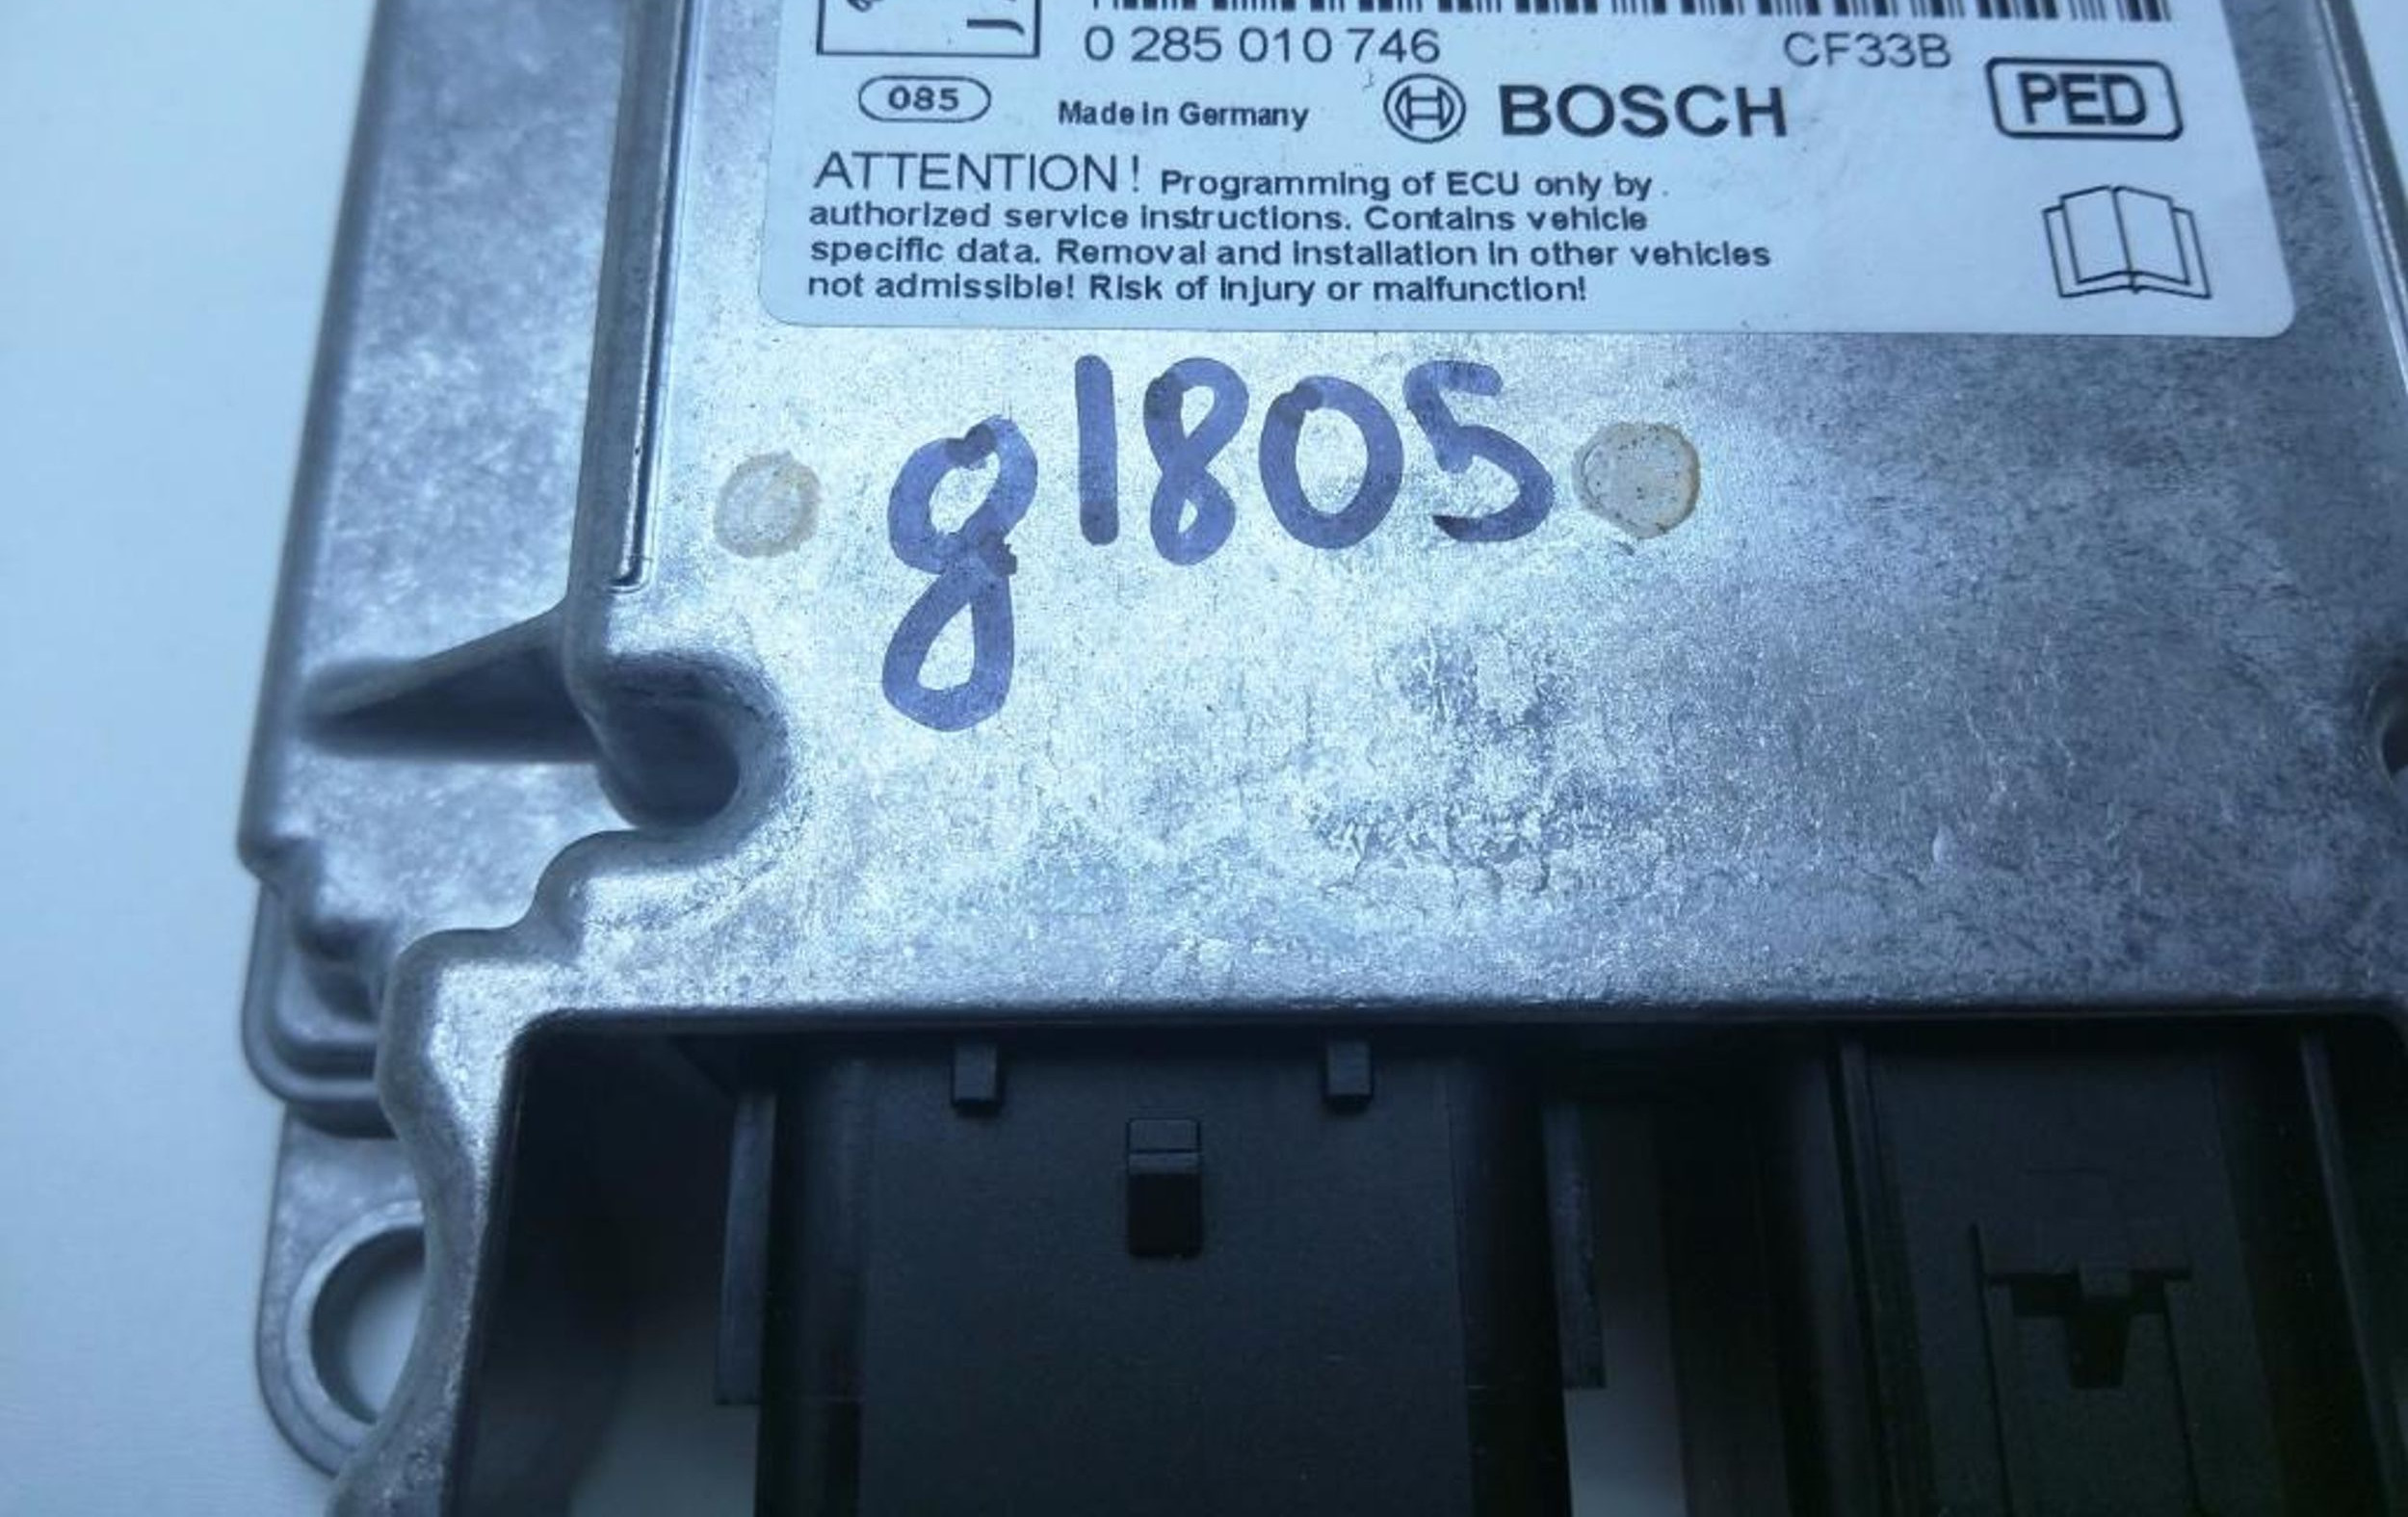 0 285 010 746 CF33B
085 Made in Germany BOSCH PED
ATTENTION! Programming of ECU only by
authorized service instructions. Contains vehicle
specific data. Removal and installation in other vehicles
not admissible! Risk of injury or malfunction!
g1805